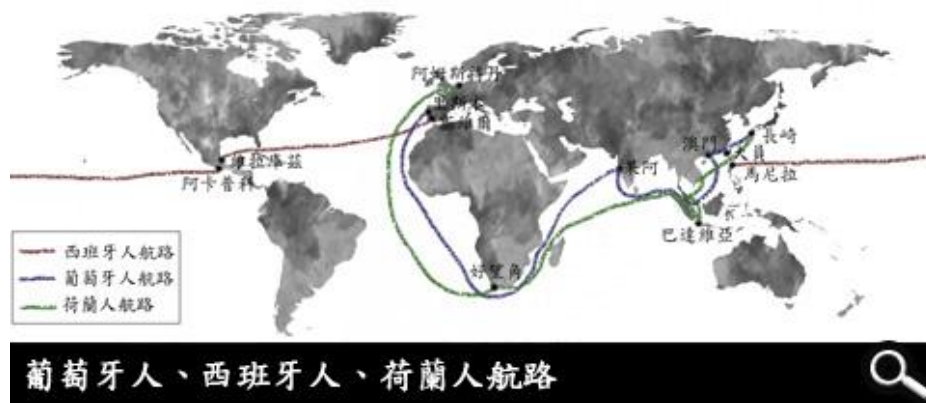 阿姆斯特丹
里斯本
塞維爾
維拉庫茲
阿卡普科
果阿
澳門
大員
長崎
馬尼拉
巴達維亞
好望角
西班牙人航路
葡萄牙人航路
荷蘭人航路
葡萄牙人、西班牙人、荷蘭人航路